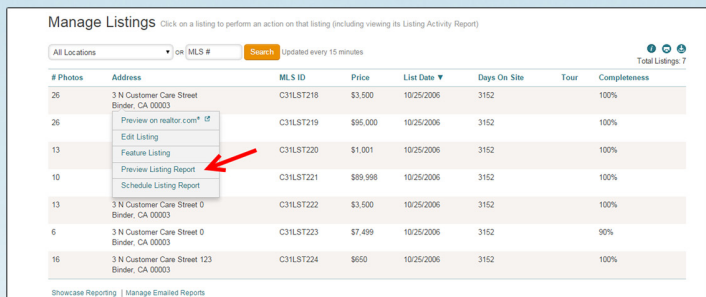 Manage Listings Click on a listing to perform an action on that listing (including viewing its Listing Activity Report)
All Locations OR MLS # Search Updated every 15 minutes
Total Listings: 7
# Photos Address MLS ID Price List Date ▼ Days On Site Tour Completeness
26 3 N Customer Care Street C31LST218 $3,500 10/25/2006 3152 100%
Binder, CA 00003
Preview on realtor.com®
26 C31LST219 $95,000 10/25/2006 3152 100%
Edit Listing
Feature Listing
13 C31LST220 $1,001 10/25/2006 3152 100%
Preview Listing Report
10 C31LST221 $89,998 10/25/2006 3152 100%
Schedule Listing Report
13 3 N Customer Care Street 0 C31LST222 $3,500 10/25/2006 3152 100%
Binder, CA 00003
6 3 N Customer Care Street 0 C31LST223 $7,499 10/25/2006 3152 90%
Binder, CA 00003
16 3 N Customer Care Street 123 C31LST224 $650 10/25/2006 3152 100%
Binder, CA 00003
Showcase Reporting | Manage Emailed Reports